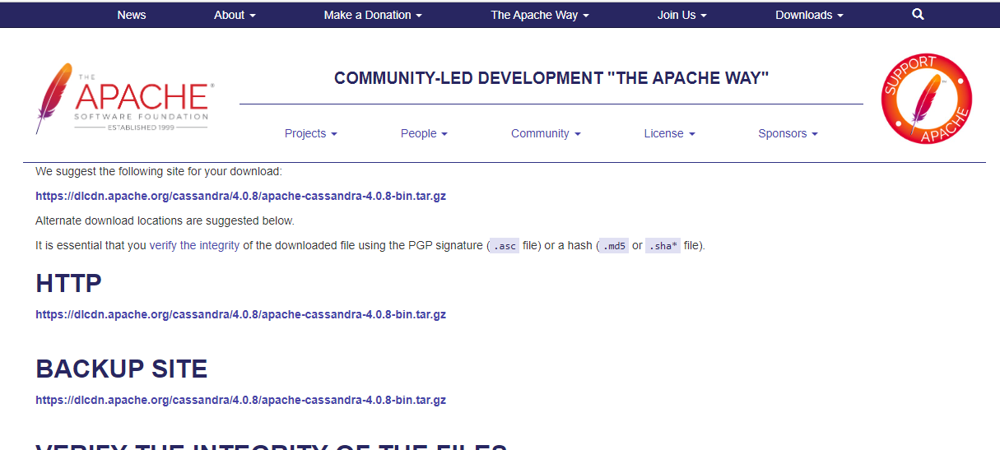 News About Make a Donation The Apache Way Join Us Downloads
THE
APACHE®
SOFTWARE FOUNDATION
ESTABLISHED 1999
COMMUNITY-LED DEVELOPMENT "THE APACHE WAY"
SUPPORT
APACHE
Projects People Community License Sponsors
We suggest the following site for your download:
https://dlcdn.apache.org/cassandra/4.0.8/apache-cassandra-4.0.8-bin.tar.gz
Alternate download locations are suggested below.
It is essential that you verify the integrity of the downloaded file using the PGP signature ( .asc file) or a hash ( .md5 or .sha* file).
HTTP
https://dlcdn.apache.org/cassandra/4.0.8/apache-cassandra-4.0.8-bin.tar.gz
BACKUP SITE
https://dlcdn.apache.org/cassandra/4.0.8/apache-cassandra-4.0.8-bin.tar.gz
VERIFY THE INTEGRITY OF THE FILES